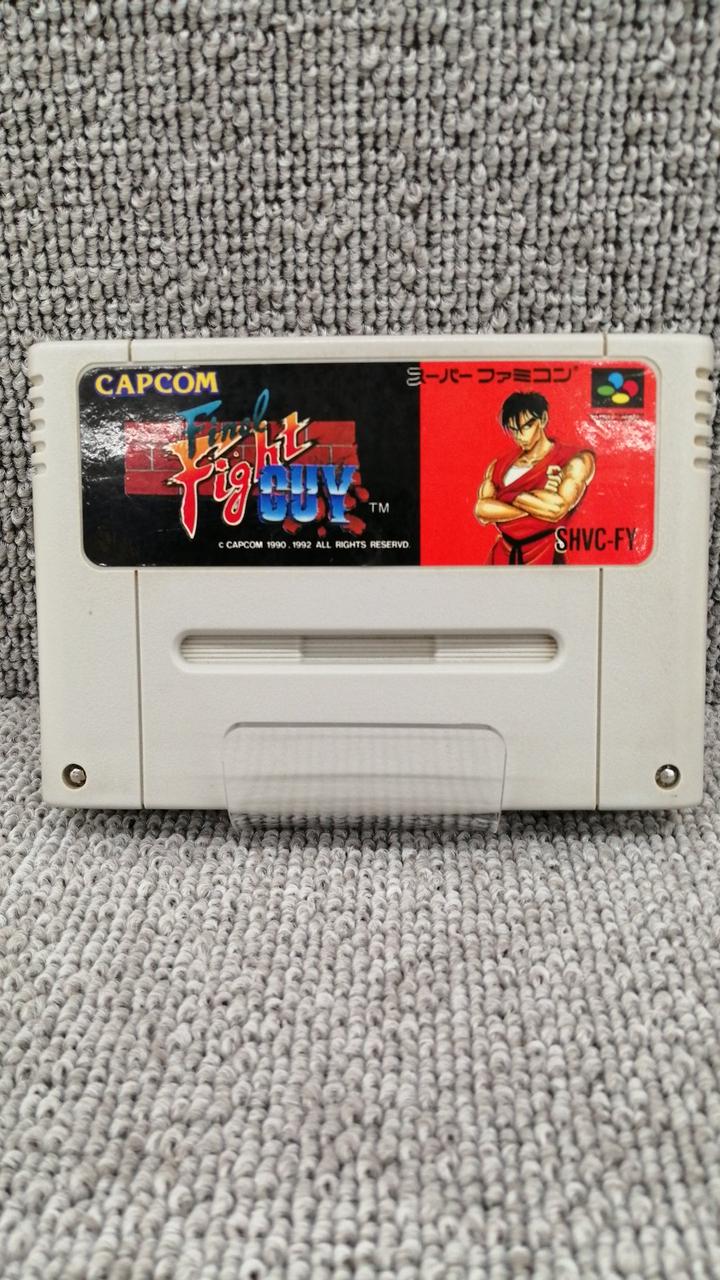 CAPCOM
スーパーファミコン
Final
Fight
GUY TM
SHVC-FY
© CAPCOM 1990.1992 ALL RIGHTS RESERVD.